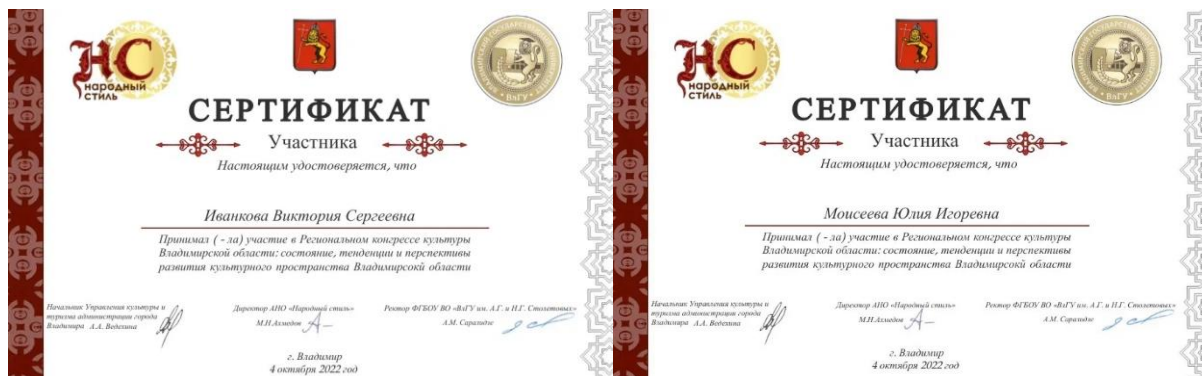 НС
народный
СТИЛЬ
СЕРТИФИКАТ
Участника
Настоящим удостоверяется, что
Иванкова Виктория Сергеевна
Принимал ( - ла) участие в Региональном конгрессе культуры
Владимирской области: состояние, тенденции и перспективы
развития культурного пространства Владимирскои области
Начальник Управления культуры и
туризма администрации города
Владимира А.А. Ведехина
Директор АНО «Народный стиль»
М.Н.Ахмедов
Ректор ФГБОУ ВО «ВлГУ им. А.Г. и Н.Г. Столетовых»
А.М. Саралидзе
г. Владимир
4 октября 2022 год
НС
народный
СТИЛЬ
СЕРТИФИКАТ
Участника
Настоящим удостоверяется, что
Моисеева Юлия Игоревна
Принимал ( - ла) участие в Региональном конгрессе культуры
Владимирской области: состояние, тенденции и перспективы
развития культурного пространства Владимирскои области
Начальник Управления культуры и
туризма администрации города
Владимира А.А. Ведехина
Директор АНО «Народный стиль»
М.Н.Ахмедов
Ректор ФГБОУ ВО «ВлГУ им. А.Г. и Н.Г. Столетовых»
А.М. Саралидзе
г. Владимир
4 октября 2022 год